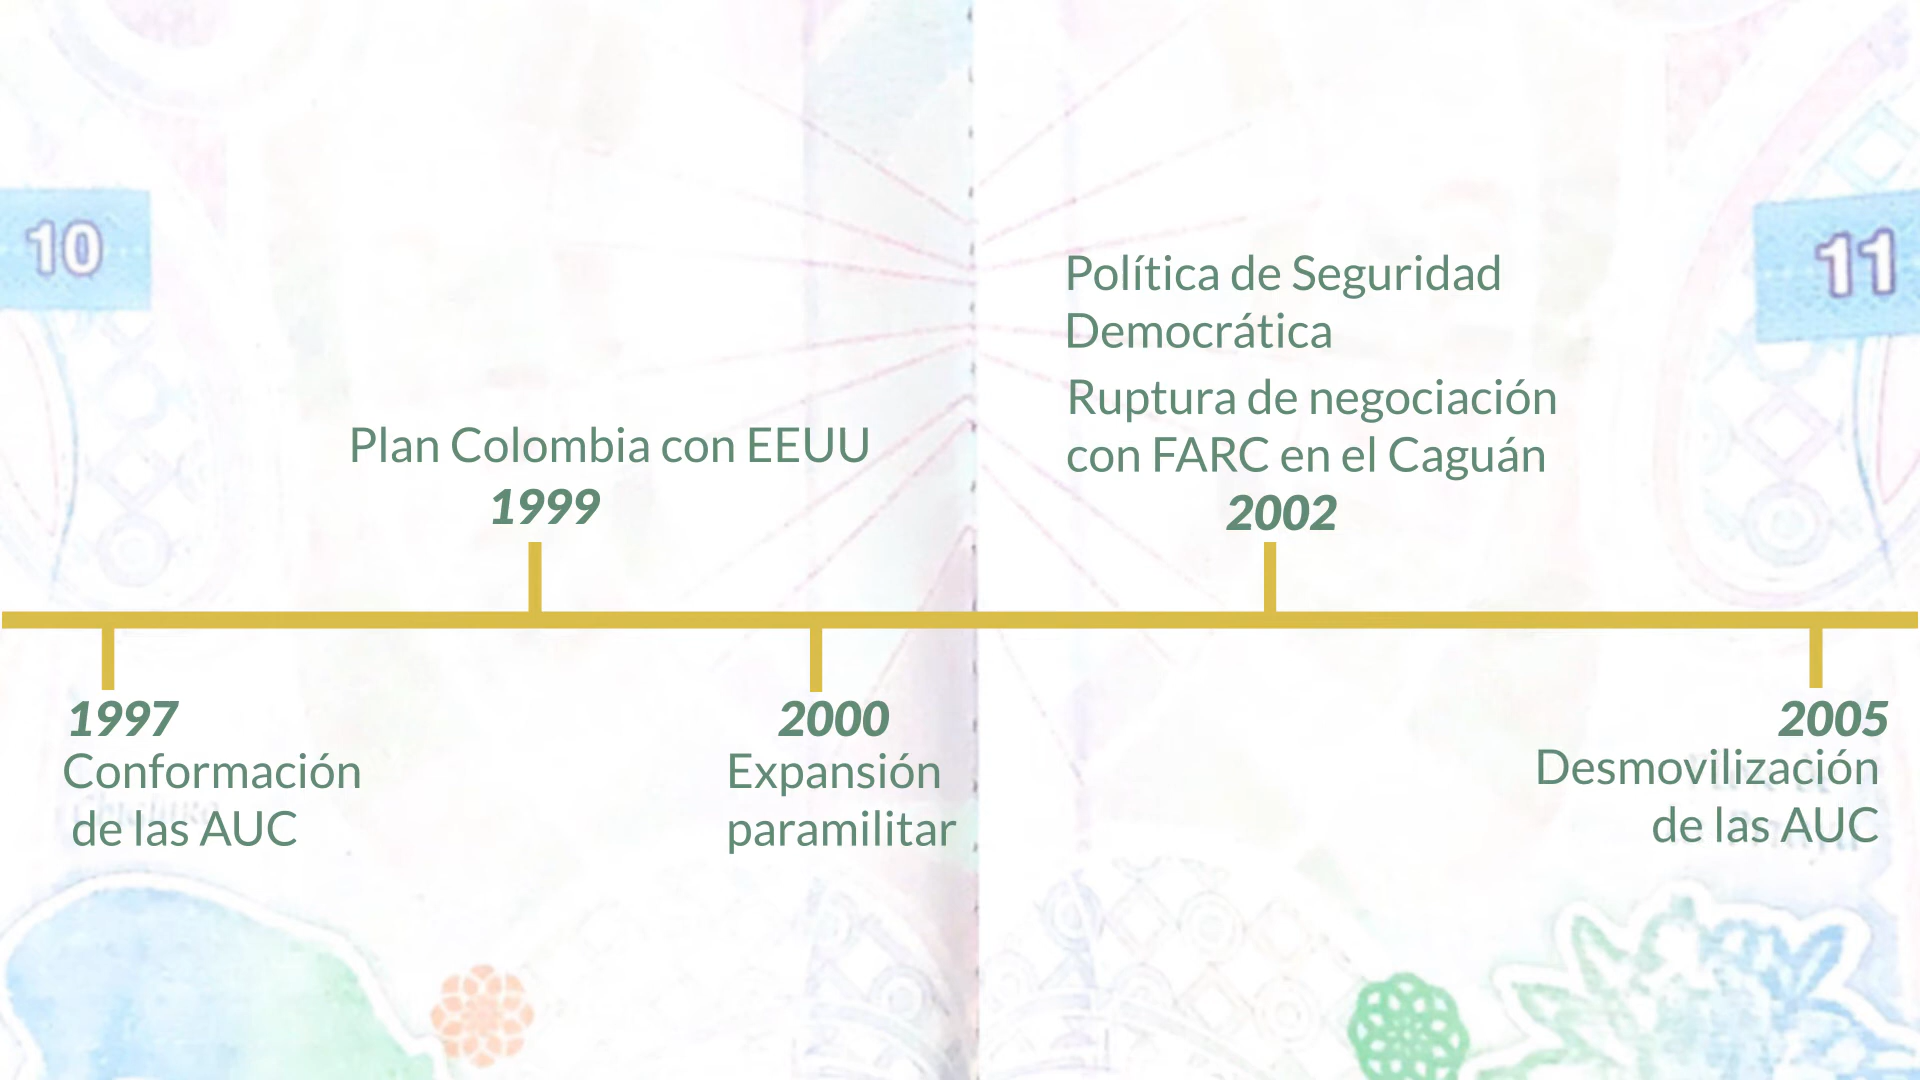 10
11
Política de Seguridad
Democrática
Ruptura de negociación
con FARC en el Caguán
2002
Plan Colombia con EEUU
1999
1997
Conformación
de las AUC
2000
Expansión
paramilitar
2005
Desmovilización
de las AUC